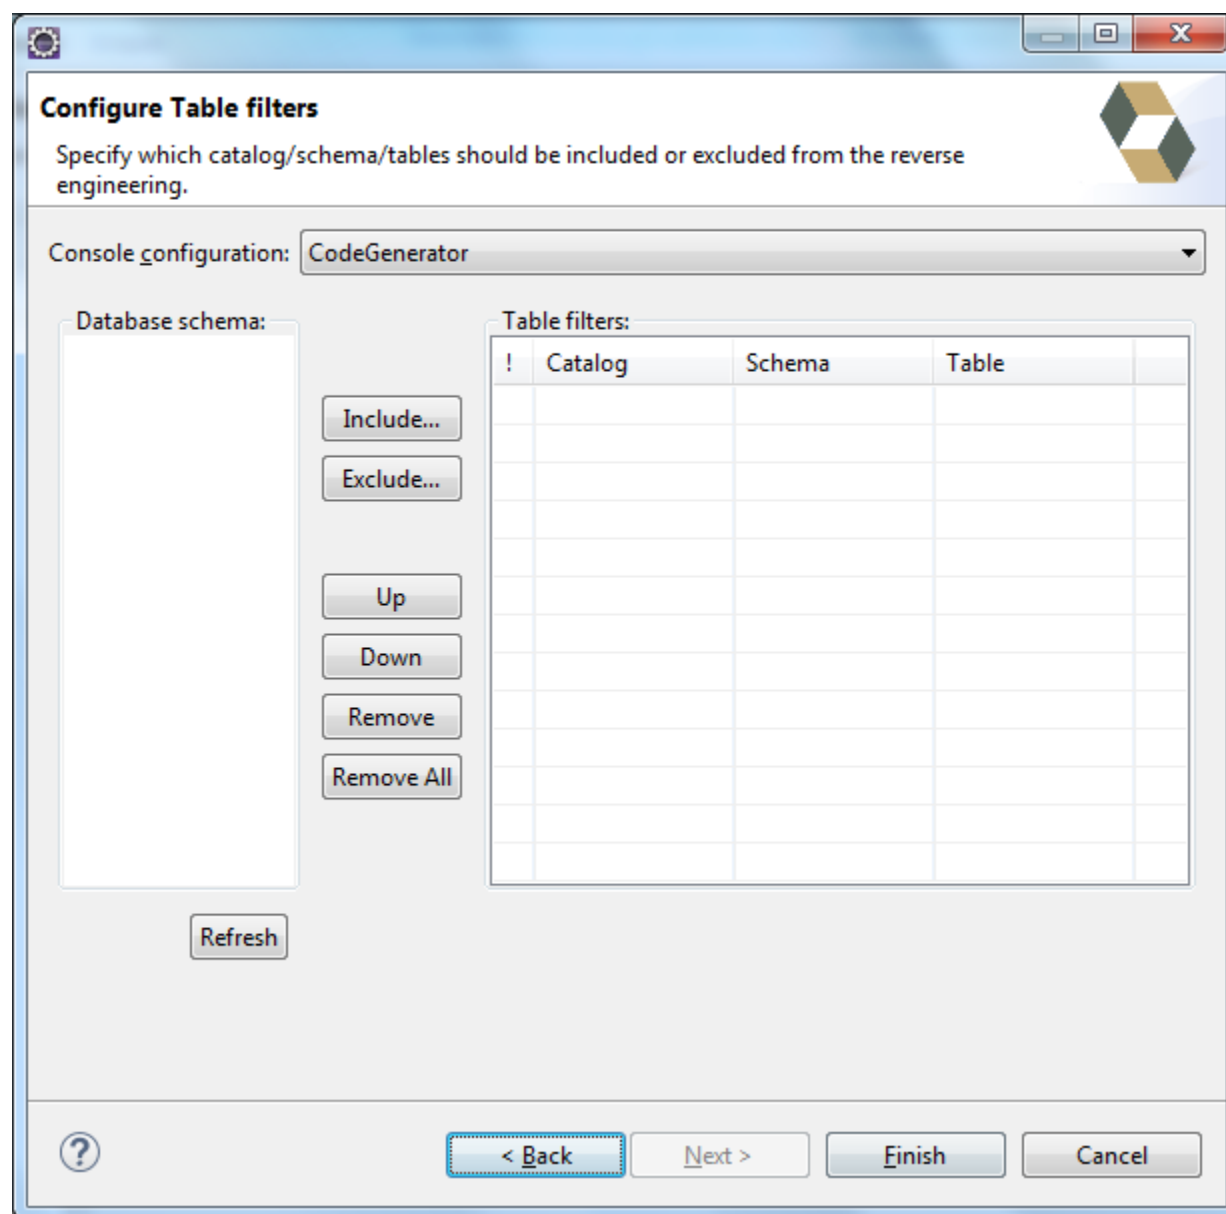 Configure Table filters
Specify which catalog/schema/tables should be included or excluded from the reverse
engineering.
Console configuration: CodeGenerator
Database schema:
Table filters:
! Catalog Schema Table
Include...
Exclude...
Up
Down
Remove
Remove All
Refresh
? < Back Next > Finish Cancel